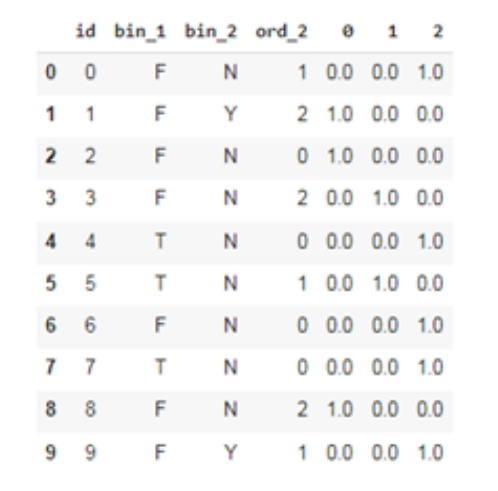 id bin_1 bin_2 ord_2 0 1 2
0 0 F N 1 0.0 0.0 1.0
1 1 F Y 2 1.0 0.0 0.0
2 2 F N 0 1.0 0.0 0.0
3 3 F N 2 0.0 1.0 0.0
4 4 T N 0 0.0 0.0 1.0
5 5 T N 1 0.0 1.0 0.0
6 6 F N 0 0.0 0.0 1.0
7 7 T N 0 0.0 0.0 1.0
8 8 F N 2 1.0 0.0 0.0
9 9 F Y 1 0.0 0.0 1.0